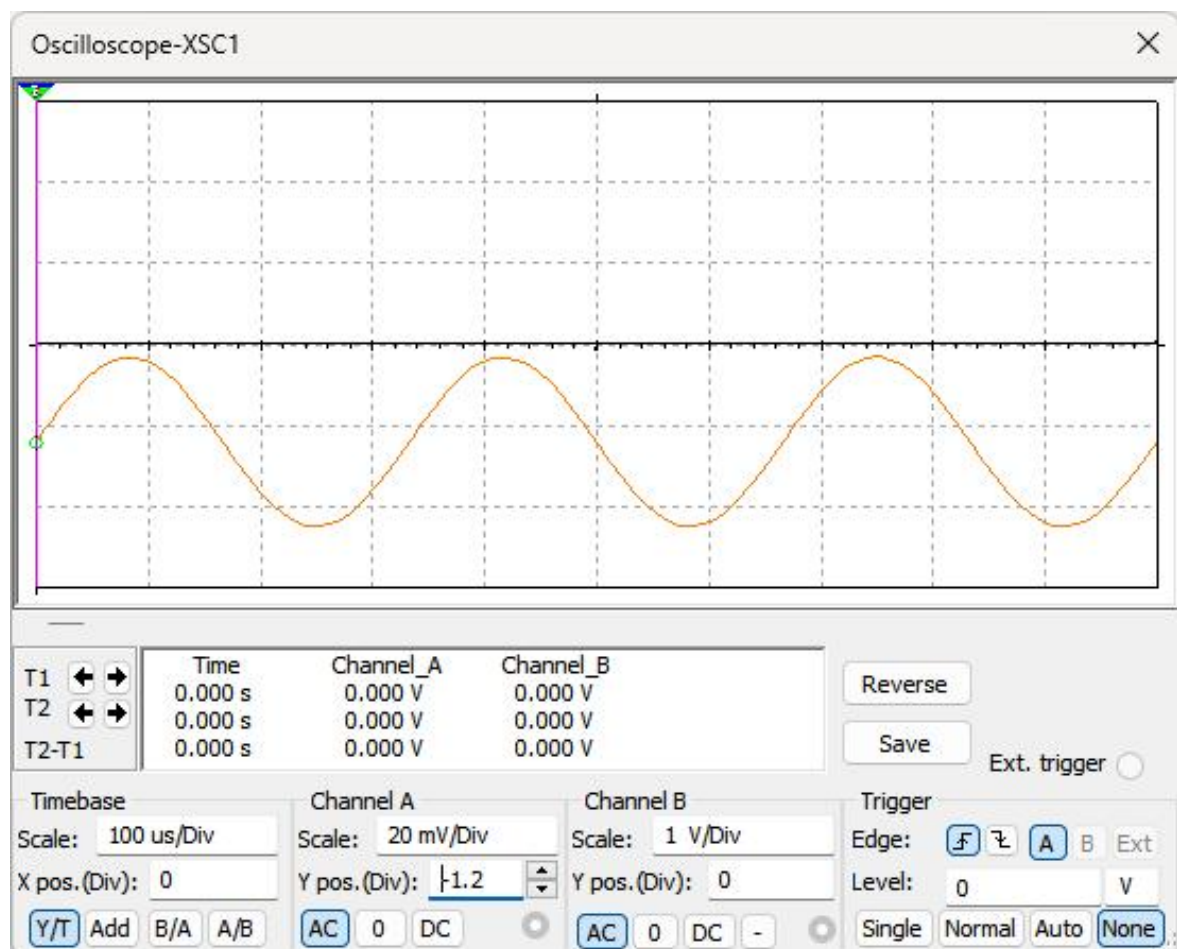 Oscilloscope-XSC1
T1
T2
T2-T1
Time Channel_A Channel_B
0.000 s 0.000 V 0.000 V
0.000 s 0.000 V 0.000 V
0.000 s 0.000 V 0.000 V
Reverse
Save
Ext. trigger
Timebase
Scale: 100 us/Div
X pos.(Div): 0
Y/T Add B/A A/B
Channel A
Scale: 20 mV/Div
Y pos.(Div): -1.2
AC 0 DC
Channel B
Scale: 1 V/Div
Y pos.(Div): 0
AC 0 DC -
Trigger
Edge: A B Ext
Level: 0 V
Single Normal Auto None